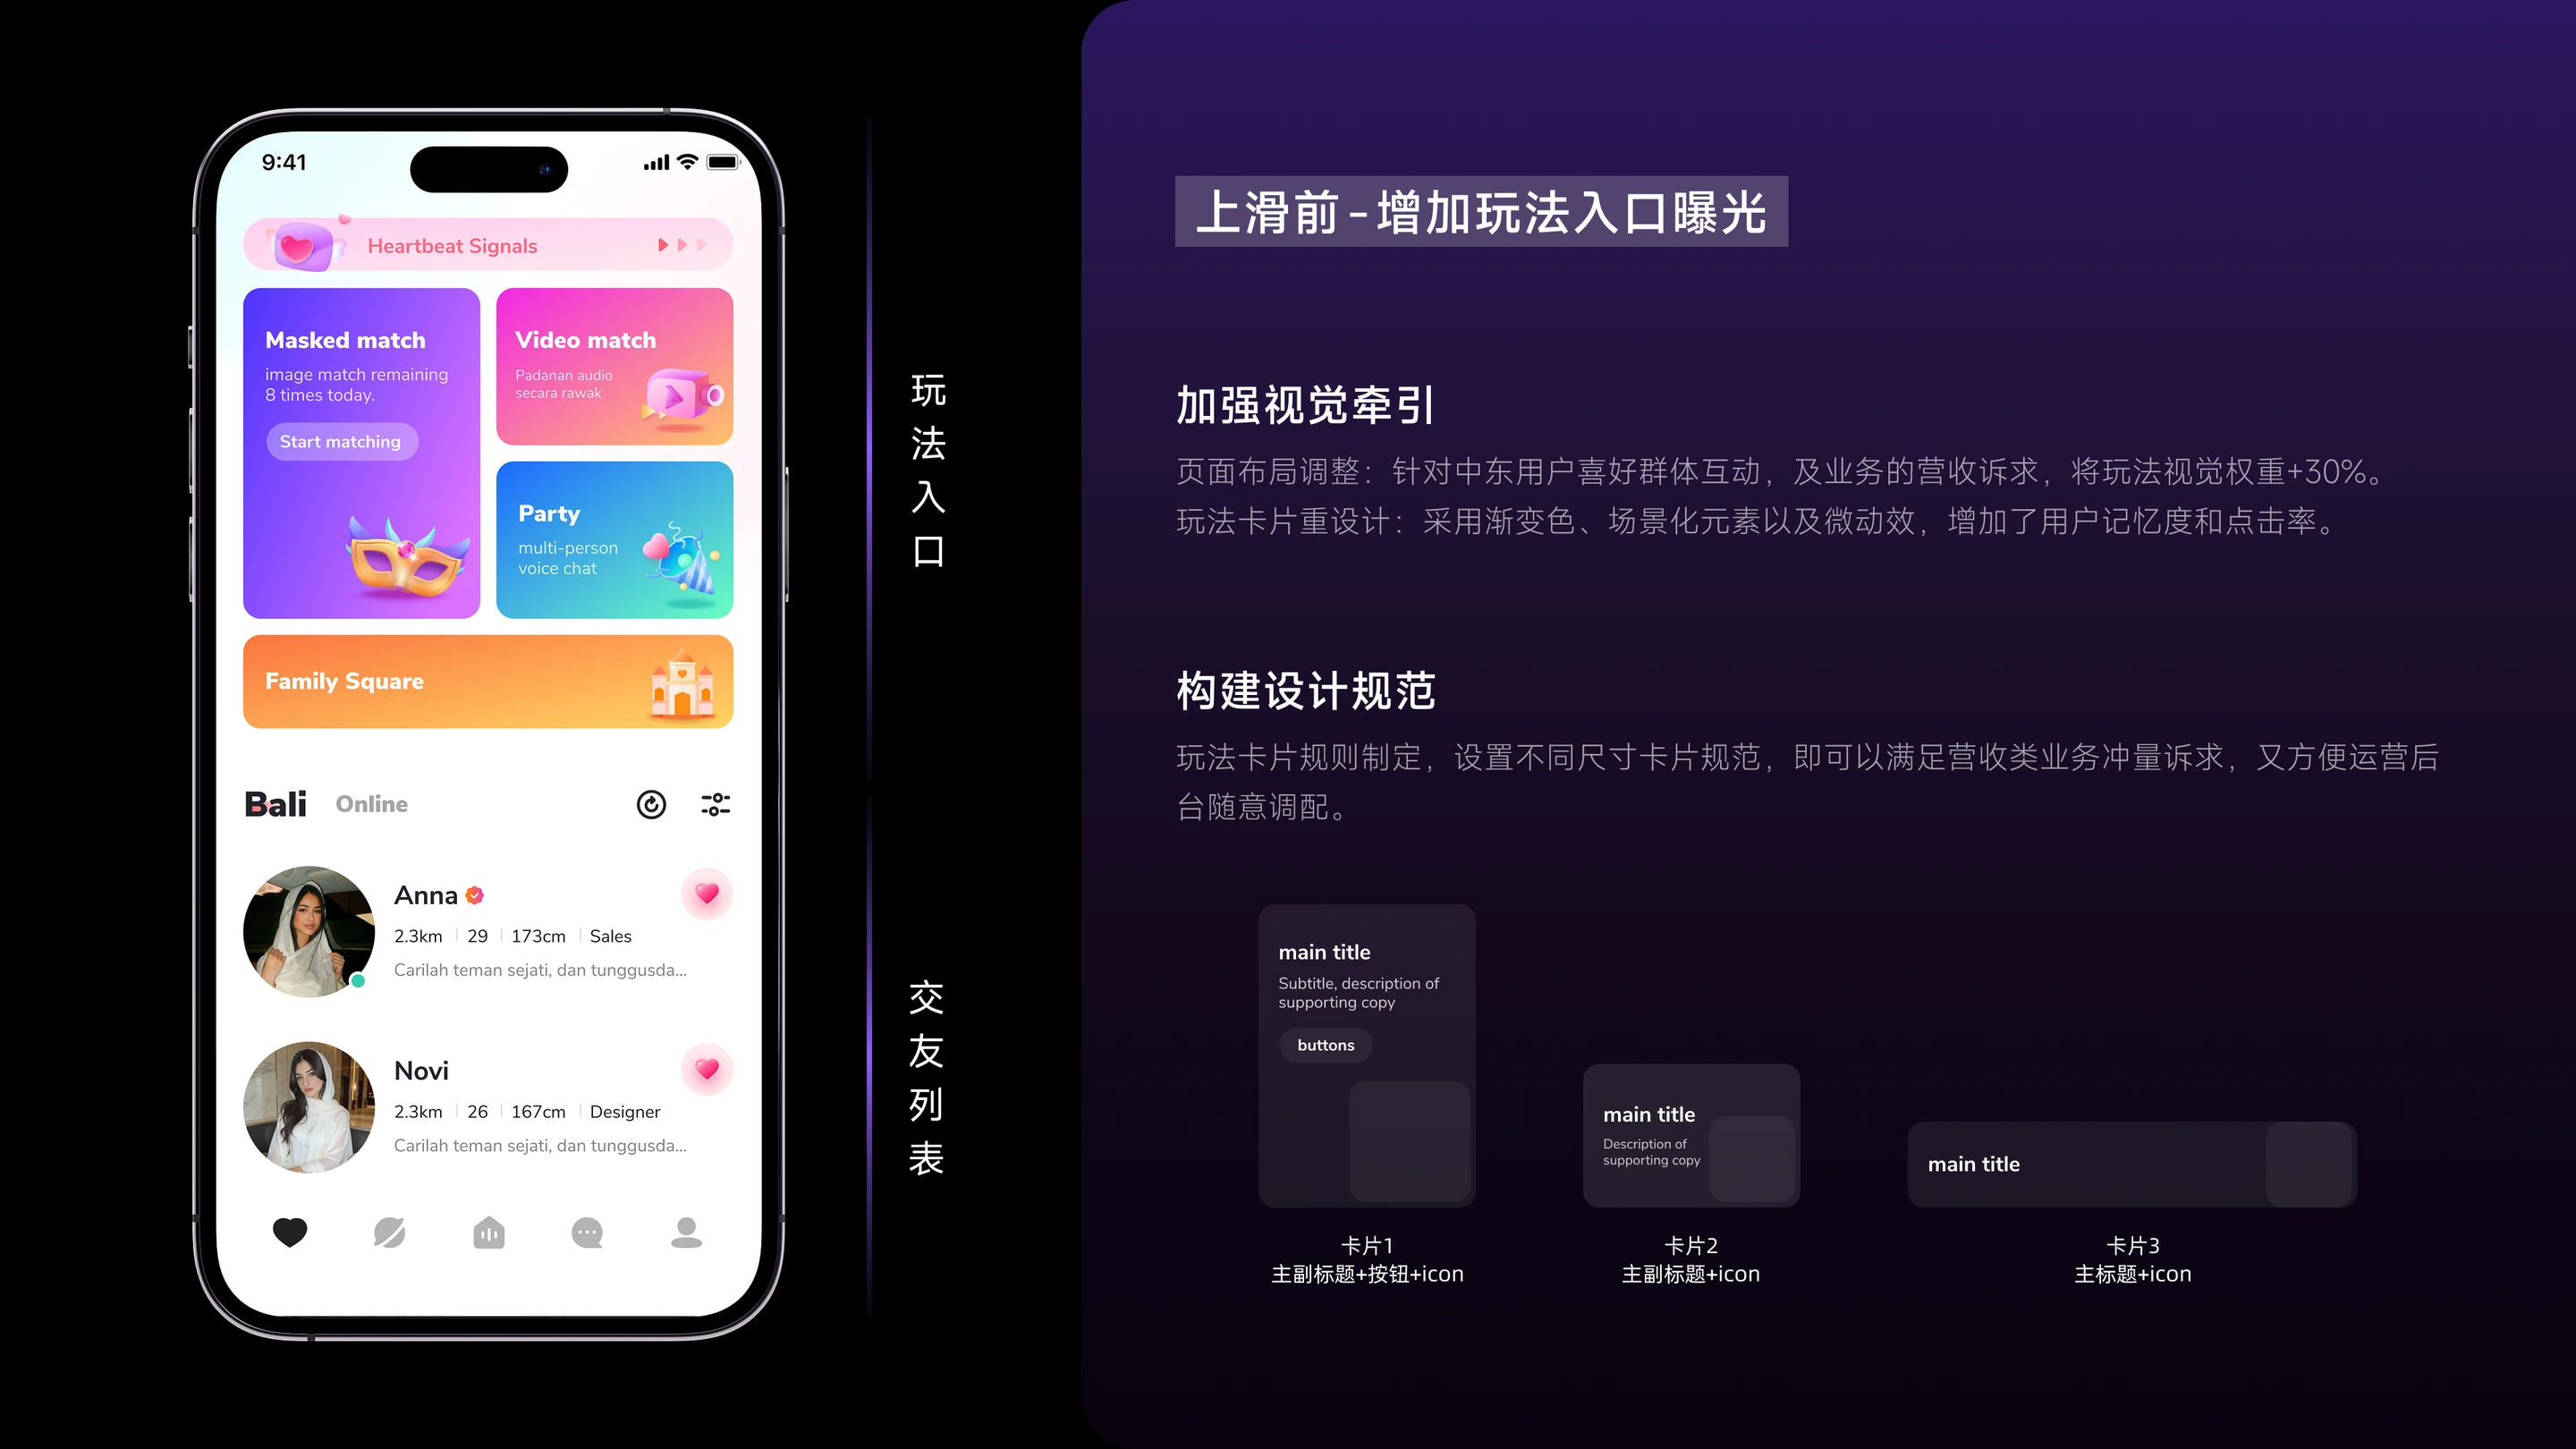 9:41
Heartbeat Signals
Masked match
image match remaining
8 times today.
Start matching
Video match
Padanan audio
secara rawak
Party
multi-person
voice chat
Family Square
Bali
Online
Anna
2.3km
29
173cm
Sales
Carilah teman sejati, dan tunggusda...
Novi
2.3km
26
167cm
Designer
Carilah teman sejati, dan tunggusda...
玩法入口
交友列表
上滑前-增加玩法入口曝光
加强视觉牵引
页面布局调整：针对中东用户喜好群体互动，及业务的营收诉求，将玩法视觉权重+30%。
玩法卡片重设计：采用渐变色、场景化元素以及微动效，增加了用户记忆度和点击率。
构建设计规范
玩法卡片规则制定，设置不同尺寸卡片规范，即可以满足营收类业务冲量诉求，又方便运营后
台随意调配。
main title
Subtitle, description of
supporting copy
buttons
卡片1
主副标题+按钮+icon
main title
Description of
supporting copy
卡片2
主副标题+icon
main title
卡片3
主标题+icon